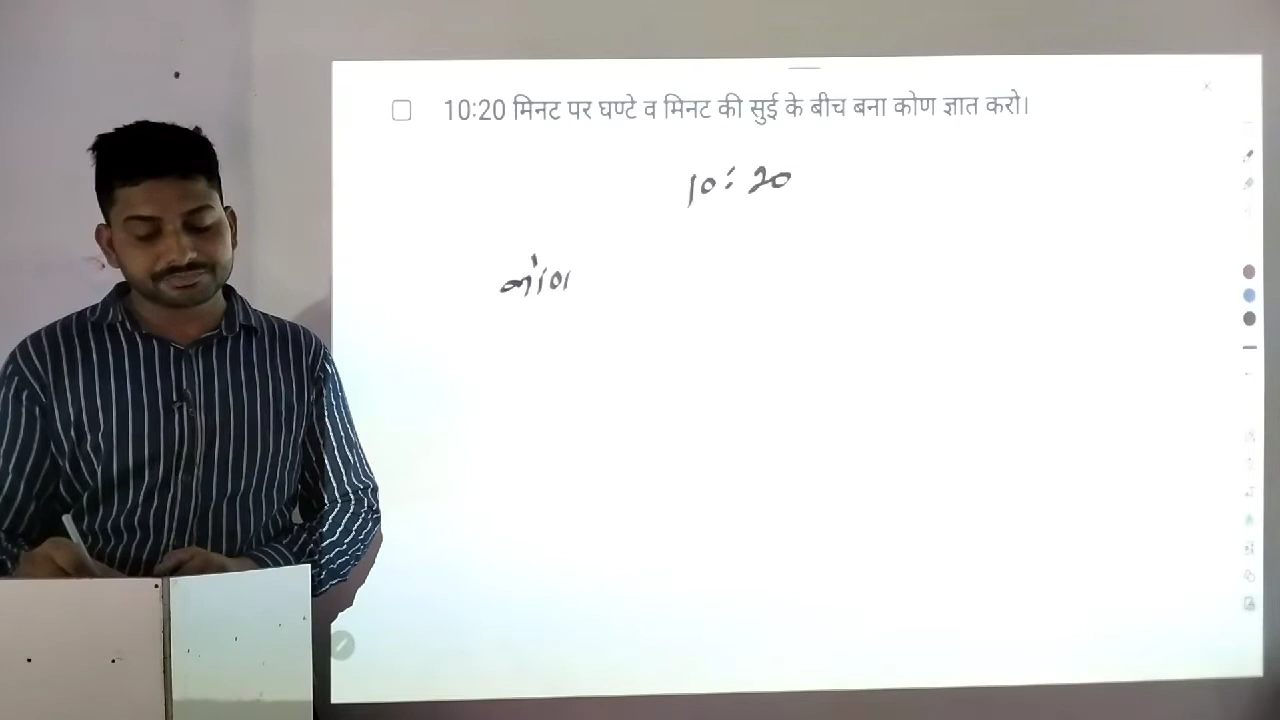 10:20 मिनट पर घण्टे व मिनट की सुई के बीच बना कोण ज्ञात करो।
10:20
कोण